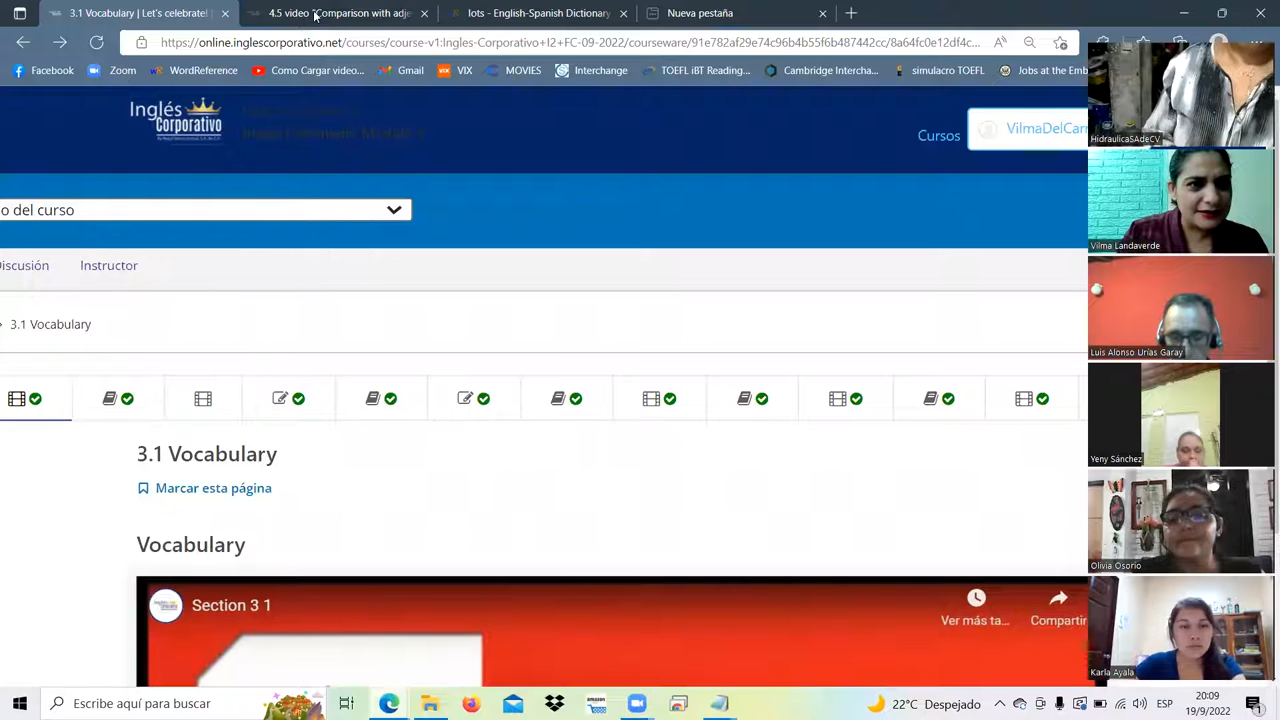 3.1 Vocabulary | Let's celebrate!
4.5 video "Comparison with adje
lots - English-Spanish Dictionary
Nueva pestaña
https://online.inglescorporativo.net/courses/course-v1:Ingles-Corporativo+I2+FC-09-2022/courseware/91e782af29e74c96b4b55f6b487442cc/8a64fc0e12df4c...
Facebook
Zoom
WordReference
Como Cargar video...
Gmail
VIX
MOVIES
Interchange
TOEFL iBT Reading...
Cambridge Intercha...
simulacro TOEFL
Jobs at the Emb
Inglés
Corporativo
Cursos
VilmaDelCar
o del curso
iscusión
Instructor
3.1 Vocabulary
3.1 Vocabulary
Marcar esta página
Vocabulary
Section 3 1
Ver más ta...
Compartir
HidraulicaSAdeCV
Vilma Landaverde
Luis Alonso Urías Garay
Yeny Sánchez
Olivia Osorio
Karla Ayala
Escribe aquí para buscar
22°C Despejado
ESP
20:09
19/9/2022
1